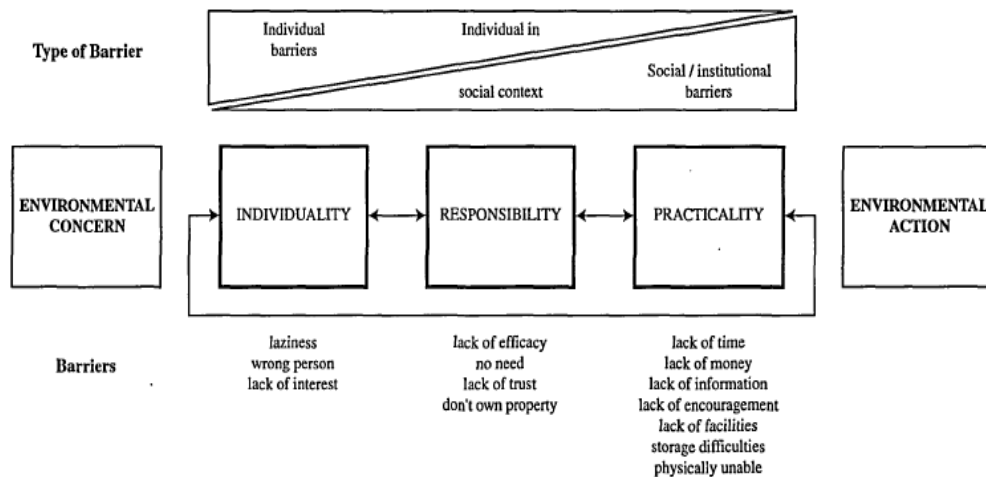 Type of Barrier
Individual
barriers
Individual in
social context
Social / institutional
barriers
ENVIRONMENTAL
CONCERN
INDIVIDUALITY
RESPONSIBILITY
PRACTICALITY
ENVIRONMENTAL
ACTION
Barriers
laziness
wrong person
lack of interest
lack of efficacy
no need
lack of trust
don't own property
lack of time
lack of money
lack of information
lack of encouragement
lack of facilities
storage difficulties
physically unable